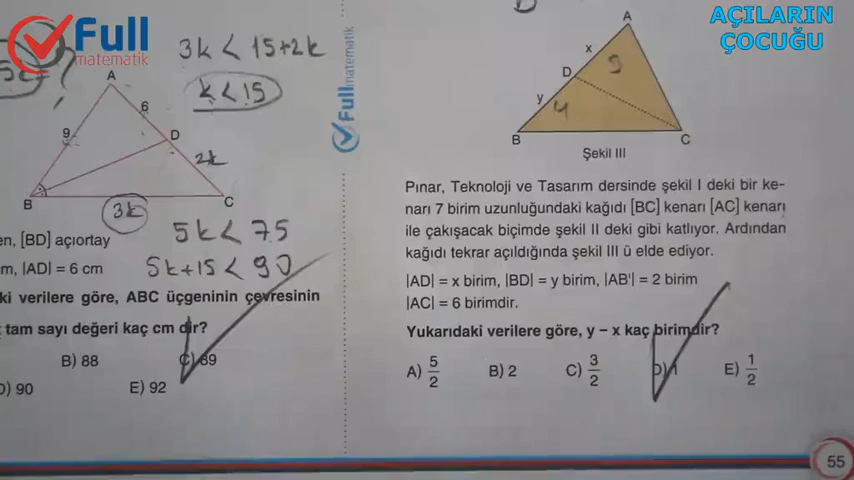 Full
matematik
AÇILARIN
ÇOCUĞU
3k < 15+2k
k < 15
A
6
9
D
2k
B
3k
C
5k < 75
5k+15 < 90
en, [BD] açıortay
m, |AD| = 6 cm
ki verilere göre, ABC üçgeninin çevresinin
tam sayı değeri kaç cm dir?
B) 88
C) 89
D) 90
E) 92
Fullmatematik
A
x
9
D
y
4
B
C
Şekil III
Pınar, Teknoloji ve Tasarım dersinde şekil I deki bir ke-
narı 7 birim uzunluğundaki kağıdı [BC] kenarı [AC] kenarı
ile çakışacak biçimde şekil II deki gibi katlıyor. Ardından
kağıdı tekrar açıldığında şekil III ü elde ediyor.
|AD| = x birim, |BD| = y birim, |AB'| = 2 birim
|AC| = 6 birimdir.
Yukarıdaki verilere göre, y – x kaç birimdir?
A) 5/2
B) 2
C) 3/2
D) 1
E) 1/2
55